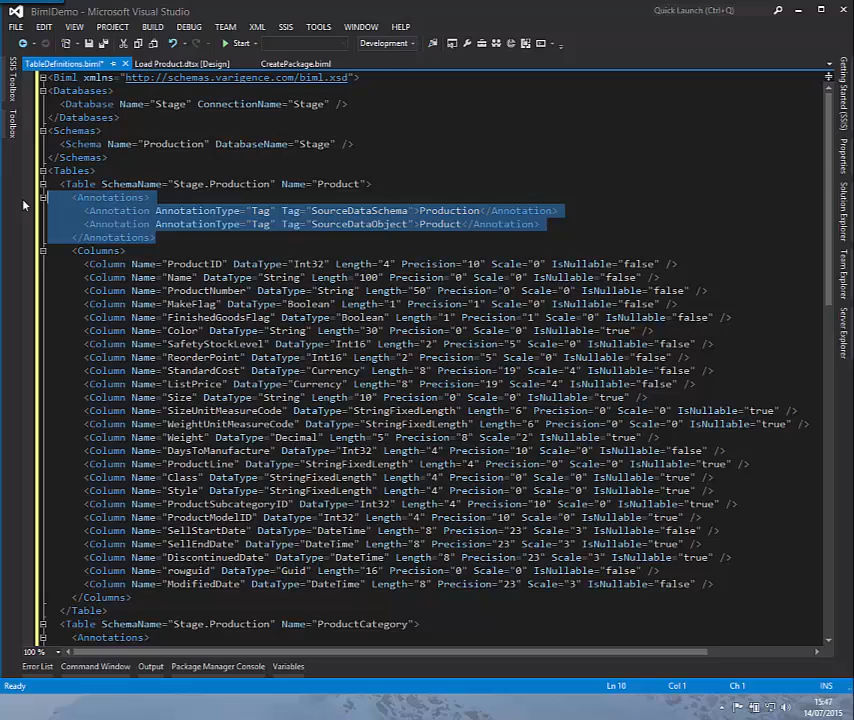 BimlDemo - Microsoft Visual Studio
Quick Launch (Ctrl+Q)
FILE EDIT VIEW PROJECT BUILD DEBUG TEAM XML SSIS TOOLS TEST WINDOW HELP
Start
Development
TableDefinitions.biml*
Load Product.dtsx [Design]
CreatePackage.biml
SSIS Toolbox
Toolbox
Getting Started (SSIS)
Properties
Solution Explorer
Team Explorer
Server Explorer
<Biml xmlns="http://schemas.varigence.com/biml.xsd">
<Databases>
<Database Name="Stage" ConnectionName="Stage" />
</Databases>
<Schemas>
<Schema Name="Production" DatabaseName="Stage" />
</Schemas>
<Tables>
<Table SchemaName="Stage.Production" Name="Product">
<Annotations>
<Annotation AnnotationType="Tag" Tag="SourceDataSchema">Production</Annotation>
<Annotation AnnotationType="Tag" Tag="SourceDataObject">Product</Annotation>
</Annotations>
<Columns>
<Column Name="ProductID" DataType="Int32" Length="4" Precision="10" Scale="0" IsNullable="false" />
<Column Name="Name" DataType="String" Length="100" Precision="0" Scale="0" IsNullable="false" />
<Column Name="ProductNumber" DataType="String" Length="50" Precision="0" Scale="0" IsNullable="false" />
<Column Name="MakeFlag" DataType="Boolean" Length="1" Precision="1" Scale="0" IsNullable="false" />
<Column Name="FinishedGoodsFlag" DataType="Boolean" Length="1" Precision="1" Scale="0" IsNullable="false" />
<Column Name="Color" DataType="String" Length="30" Precision="0" Scale="0" IsNullable="true" />
<Column Name="SafetyStockLevel" DataType="Int16" Length="2" Precision="5" Scale="0" IsNullable="false" />
<Column Name="ReorderPoint" DataType="Int16" Length="2" Precision="5" Scale="0" IsNullable="false" />
<Column Name="StandardCost" DataType="Currency" Length="8" Precision="19" Scale="4" IsNullable="false" />
<Column Name="ListPrice" DataType="Currency" Length="8" Precision="19" Scale="4" IsNullable="false" />
<Column Name="Size" DataType="String" Length="10" Precision="0" Scale="0" IsNullable="true" />
<Column Name="SizeUnitMeasureCode" DataType="StringFixedLength" Length="6" Precision="0" Scale="0" IsNullable="true" />
<Column Name="WeightUnitMeasureCode" DataType="StringFixedLength" Length="6" Precision="0" Scale="0" IsNullable="true" />
<Column Name="Weight" DataType="Decimal" Length="5" Precision="8" Scale="2" IsNullable="true" />
<Column Name="DaysToManufacture" DataType="Int32" Length="4" Precision="10" Scale="0" IsNullable="false" />
<Column Name="ProductLine" DataType="StringFixedLength" Length="4" Precision="0" Scale="0" IsNullable="true" />
<Column Name="Class" DataType="StringFixedLength" Length="4" Precision="0" Scale="0" IsNullable="true" />
<Column Name="Style" DataType="StringFixedLength" Length="4" Precision="0" Scale="0" IsNullable="true" />
<Column Name="ProductSubcategoryID" DataType="Int32" Length="4" Precision="10" Scale="0" IsNullable="true" />
<Column Name="ProductModelID" DataType="Int32" Length="4" Precision="10" Scale="0" IsNullable="true" />
<Column Name="SellStartDate" DataType="DateTime" Length="8" Precision="23" Scale="3" IsNullable="false" />
<Column Name="SellEndDate" DataType="DateTime" Length="8" Precision="23" Scale="3" IsNullable="true" />
<Column Name="DiscontinuedDate" DataType="DateTime" Length="8" Precision="23" Scale="3" IsNullable="true" />
<Column Name="rowguid" DataType="Guid" Length="16" Precision="0" Scale="0" IsNullable="false" />
<Column Name="ModifiedDate" DataType="DateTime" Length="8" Precision="23" Scale="3" IsNullable="false" />
</Columns>
</Table>
<Table SchemaName="Stage.Production" Name="ProductCategory">
<Annotations>
100 %
Error List Command Window Output Package Manager Console Variables
Ready Ln 10 Col 1 Ch 1 INS
15:47
14/07/2015